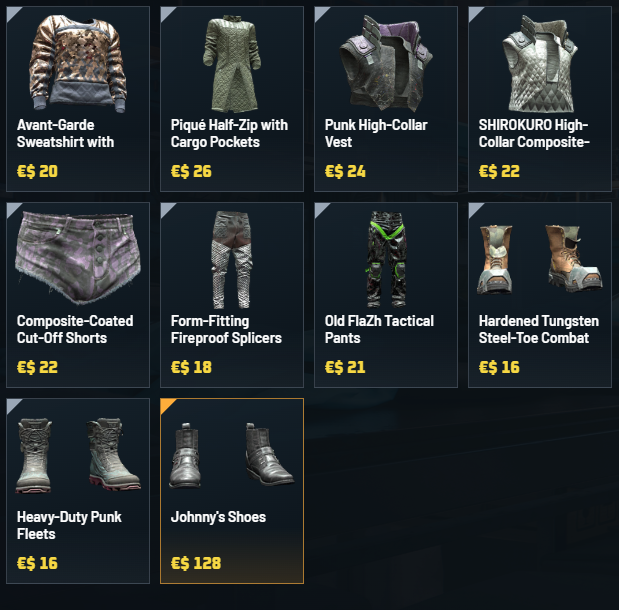 Avant-Garde
Sweatshirt with
€$ 20
Piqué Half-Zip with
Cargo Pockets
€$ 26
Punk High-Collar
Vest
€$ 24
SHIROKURO High-
Collar Composite-
€$ 22
Composite-Coated
Cut-Off Shorts
€$ 22
Form-Fitting
Fireproof Splicers
€$ 18
Old FlaZh Tactical
Pants
€$ 21
Hardened Tungsten
Steel-Toe Combat
€$ 16
Heavy-Duty Punk
Fleets
€$ 16
Johnny's Shoes
€$ 128